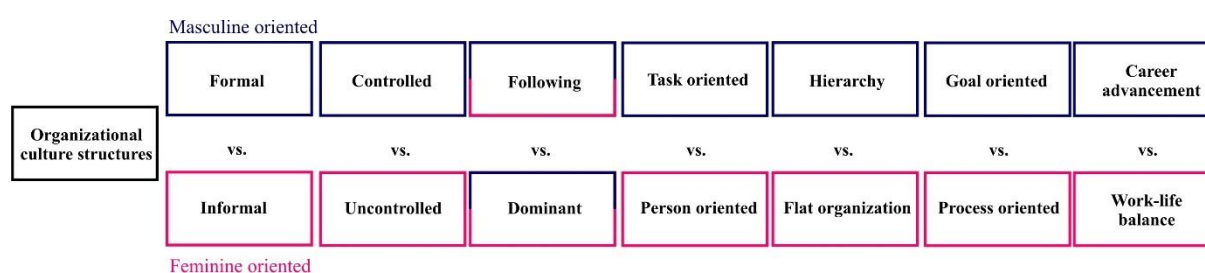 Masculine oriented
Formal
Controlled
Following
Task oriented
Hierarchy
Goal oriented
Career
advancement
Organizational
culture structures
vs.
vs.
vs.
vs.
vs.
vs.
vs.
Informal
Uncontrolled
Dominant
Person oriented
Flat organization
Process oriented
Work-life
balance
Feminine oriented